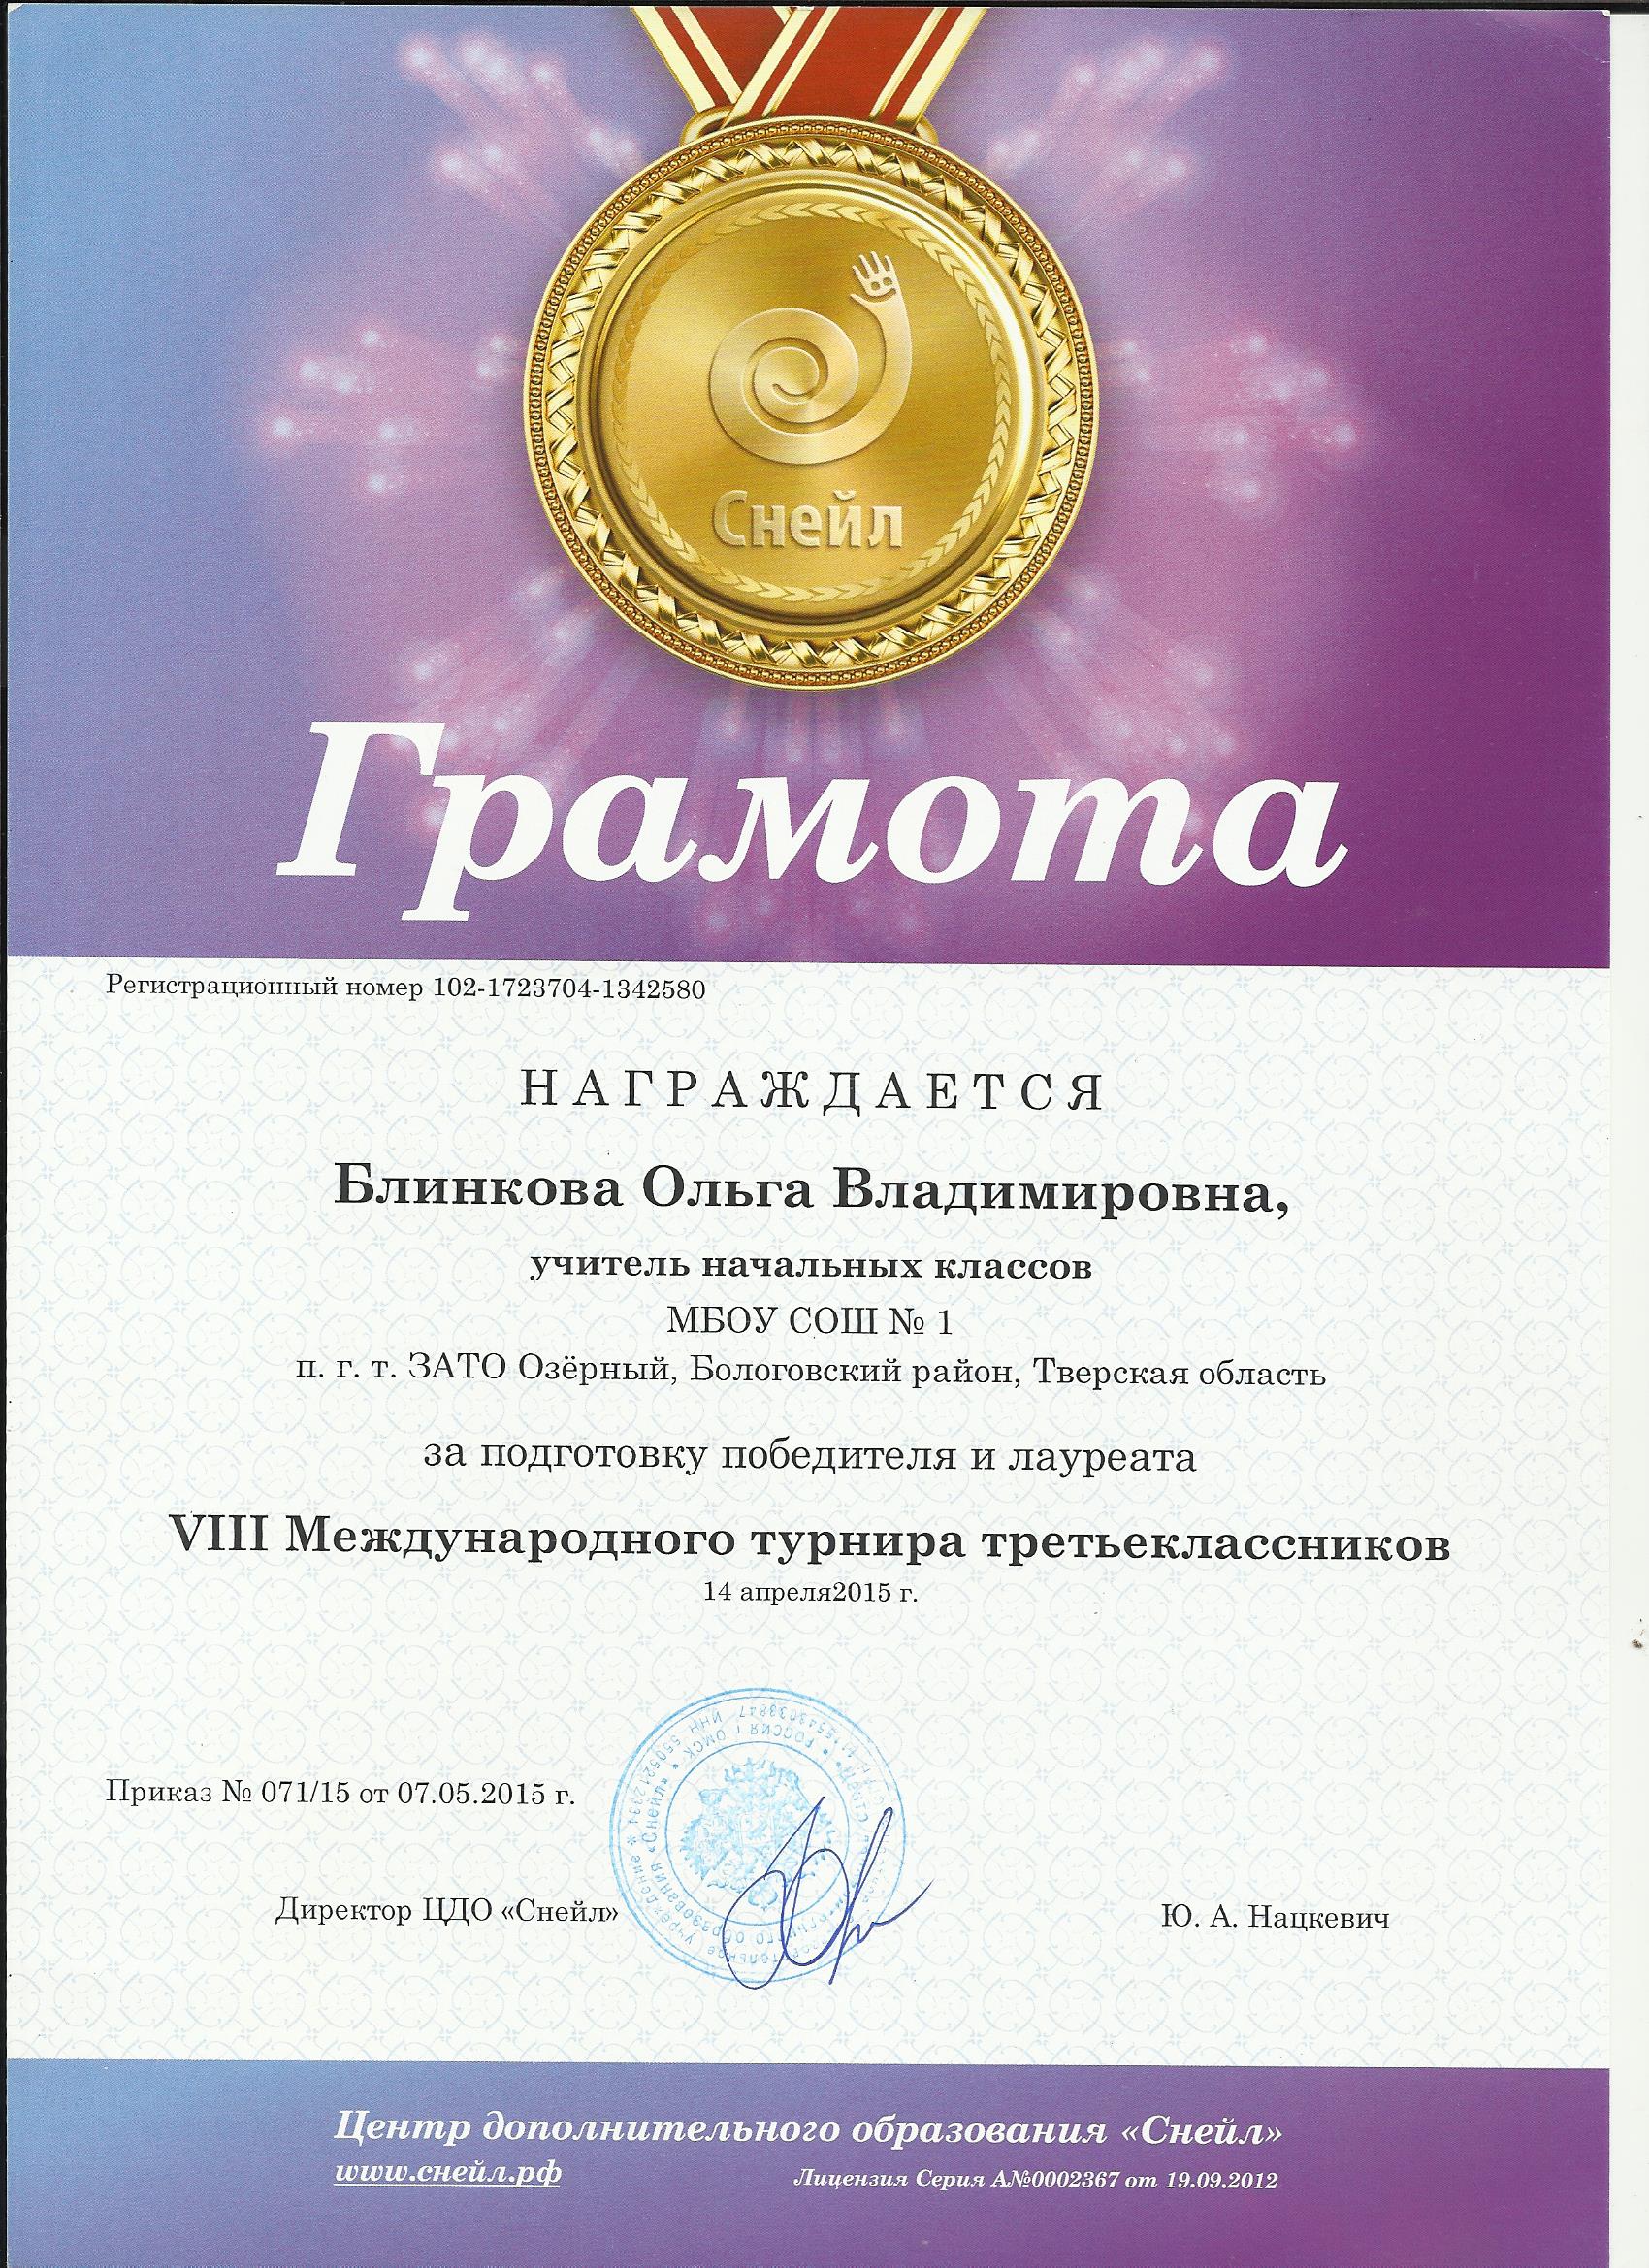 Снейл
Грамота
Регистрационный номер 102-1723704-1342580
НАГРАЖДАЕТСЯ
Блинкова Ольга Владимировна,
учитель начальных классов
МБОУ СОШ № 1
п. г. т. ЗАТО Озёрный, Бологовский район, Тверская область
за подготовку победителя и лауреата
VIII Международного турнира третьеклассников
14 апреля2015 г.
Приказ № 071/15 от 07.05.2015 г.
Директор ЦДО «Снейл»
Ю. А. Нацкевич
Центр дополнительного образования «Снейл»
www.снейл.рф
Лицензия Серия А№0002367 от 19.09.2012